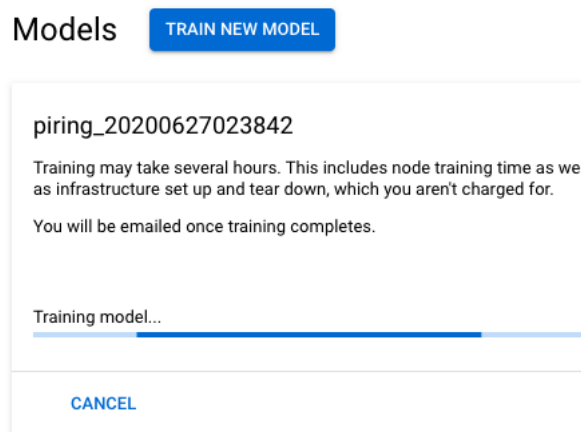 Models
TRAIN NEW MODEL
piring_20200627023842
Training may take several hours. This includes node training time as we
as infrastructure set up and tear down, which you aren't charged for.
You will be emailed once training completes.
Training model...
CANCEL